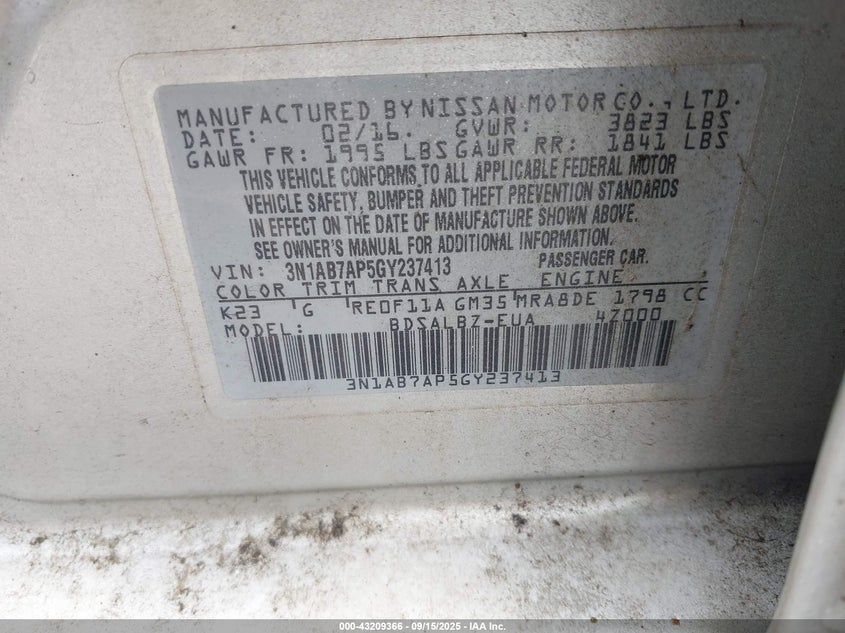 MANUFACTURED BY NISSAN MOTOR CO., LTD.
DATE: 02/16. GVWR: 3823 LBS
GAWR FR: 1995 LBS GAWR RR: 1841 LBS
THIS VEHICLE CONFORMS TO ALL APPLICABLE FEDERAL MOTOR
VEHICLE SAFETY, BUMPER AND THEFT PREVENTION STANDARDS
IN EFFECT ON THE DATE OF MANUFACTURE SHOWN ABOVE.
SEE OWNER'S MANUAL FOR ADDITIONAL INFORMATION.
VIN: 3N1AB7AP5GY237413 PASSENGER CAR.
COLOR TRIM TRANS AXLE ENGINE
K23 G RE0F11A GM35 MRA8DE 1798 CC
MODEL: BDSALBZ-EUA 4Z000
3N1AB7AP5GY237413
000-43209366 - 09/15/2025 - IAA Inc.